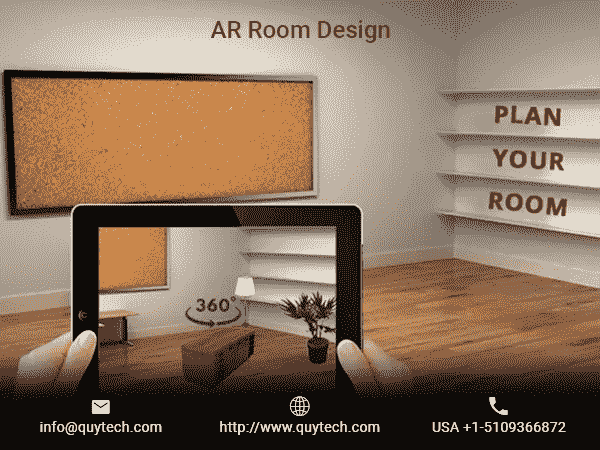 AR Room Design
PLAN
YOUR
ROOM
360°
info@quytech.com
http://www.quytech.com
USA +1-5109366872